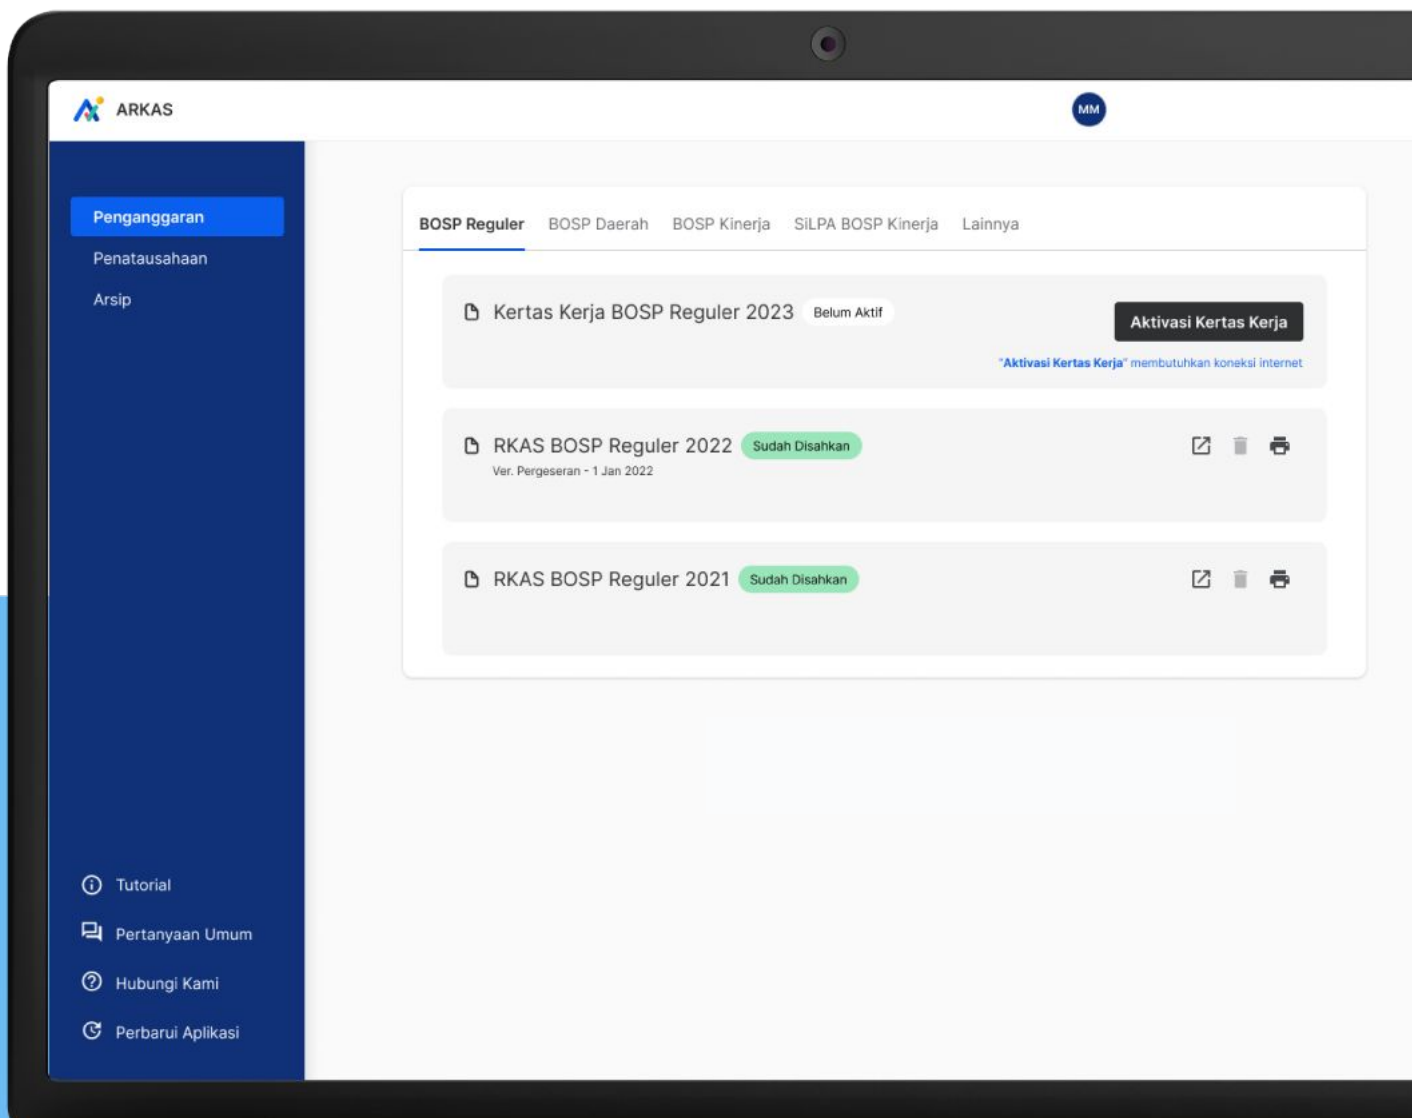 ARKAS
MM
Penganggaran
Penatausahaan
Arsip
BOSP Reguler BOSP Daerah BOSP Kinerja SiLPA BOSP Kinerja Lainnya
Kertas Kerja BOSP Reguler 2023 Belum Aktif
Aktivasi Kertas Kerja
"Aktivasi Kertas Kerja" membutuhkan koneksi internet
RKAS BOSP Reguler 2022 Sudah Disahkan
Ver. Pergeseran - 1 Jan 2022
RKAS BOSP Reguler 2021 Sudah Disahkan
Tutorial
Pertanyaan Umum
Hubungi Kami
Perbarui Aplikasi